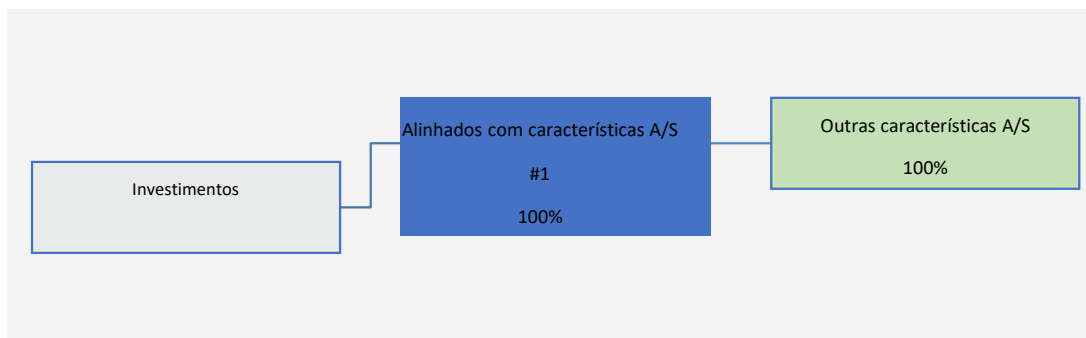 Investimentos
Alinhados com características A/S
#1
100%
Outras características A/S
100%